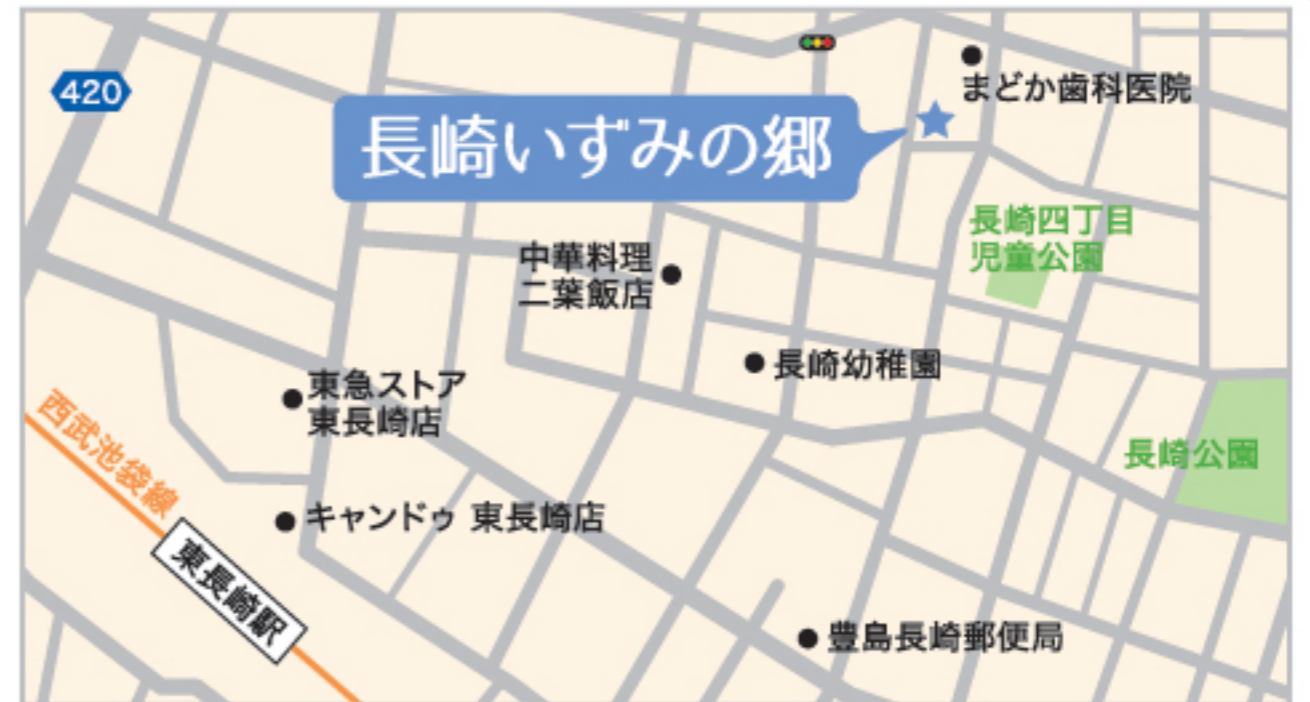 420
まどか歯科医院
長崎いずみの郷
長崎四丁目
児童公園
中華料理
二葉飯店
長崎幼稚園
東急ストア
東長崎店
西武池袋線
長崎公園
キャンドゥ 東長崎店
東長崎駅
豊島長崎郵便局